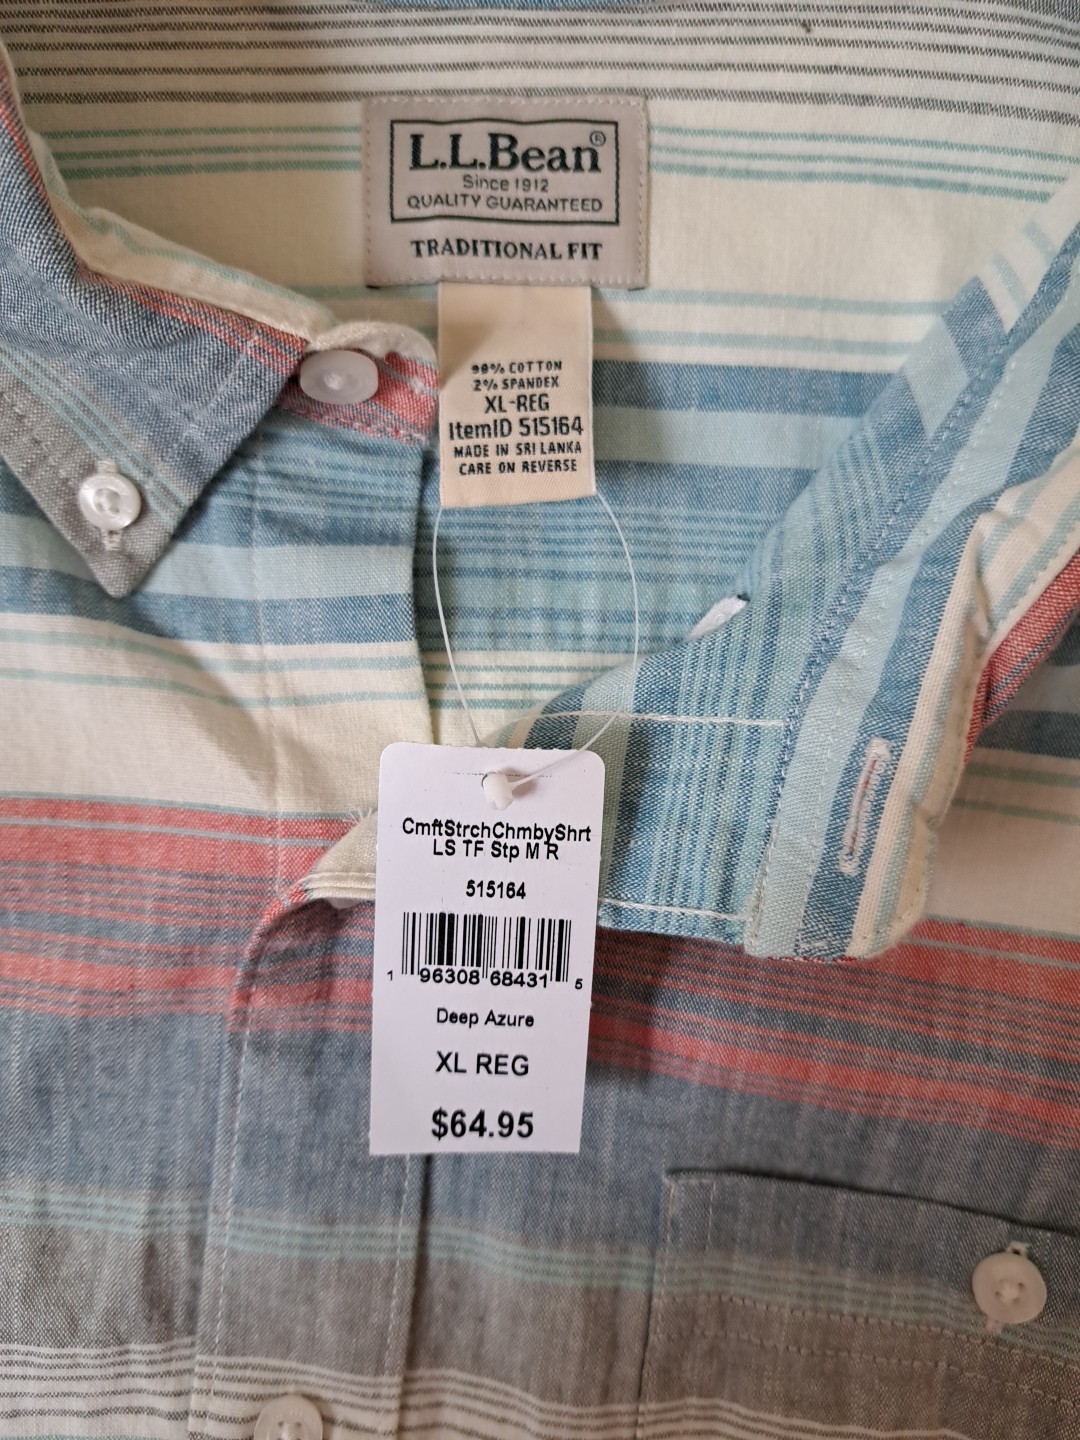 L.L.Bean®
Since 1912
QUALITY GUARANTEED
TRADITIONAL FIT
98% COTTON
2% SPANDEX
XL-REG
ItemID 515164
MADE IN SRI LANKA
CARE ON REVERSE
CmftStrchChmbyShrt
LS TF Stp M R
515164
1 96308 68431 5
Deep Azure
XL REG
$64.95